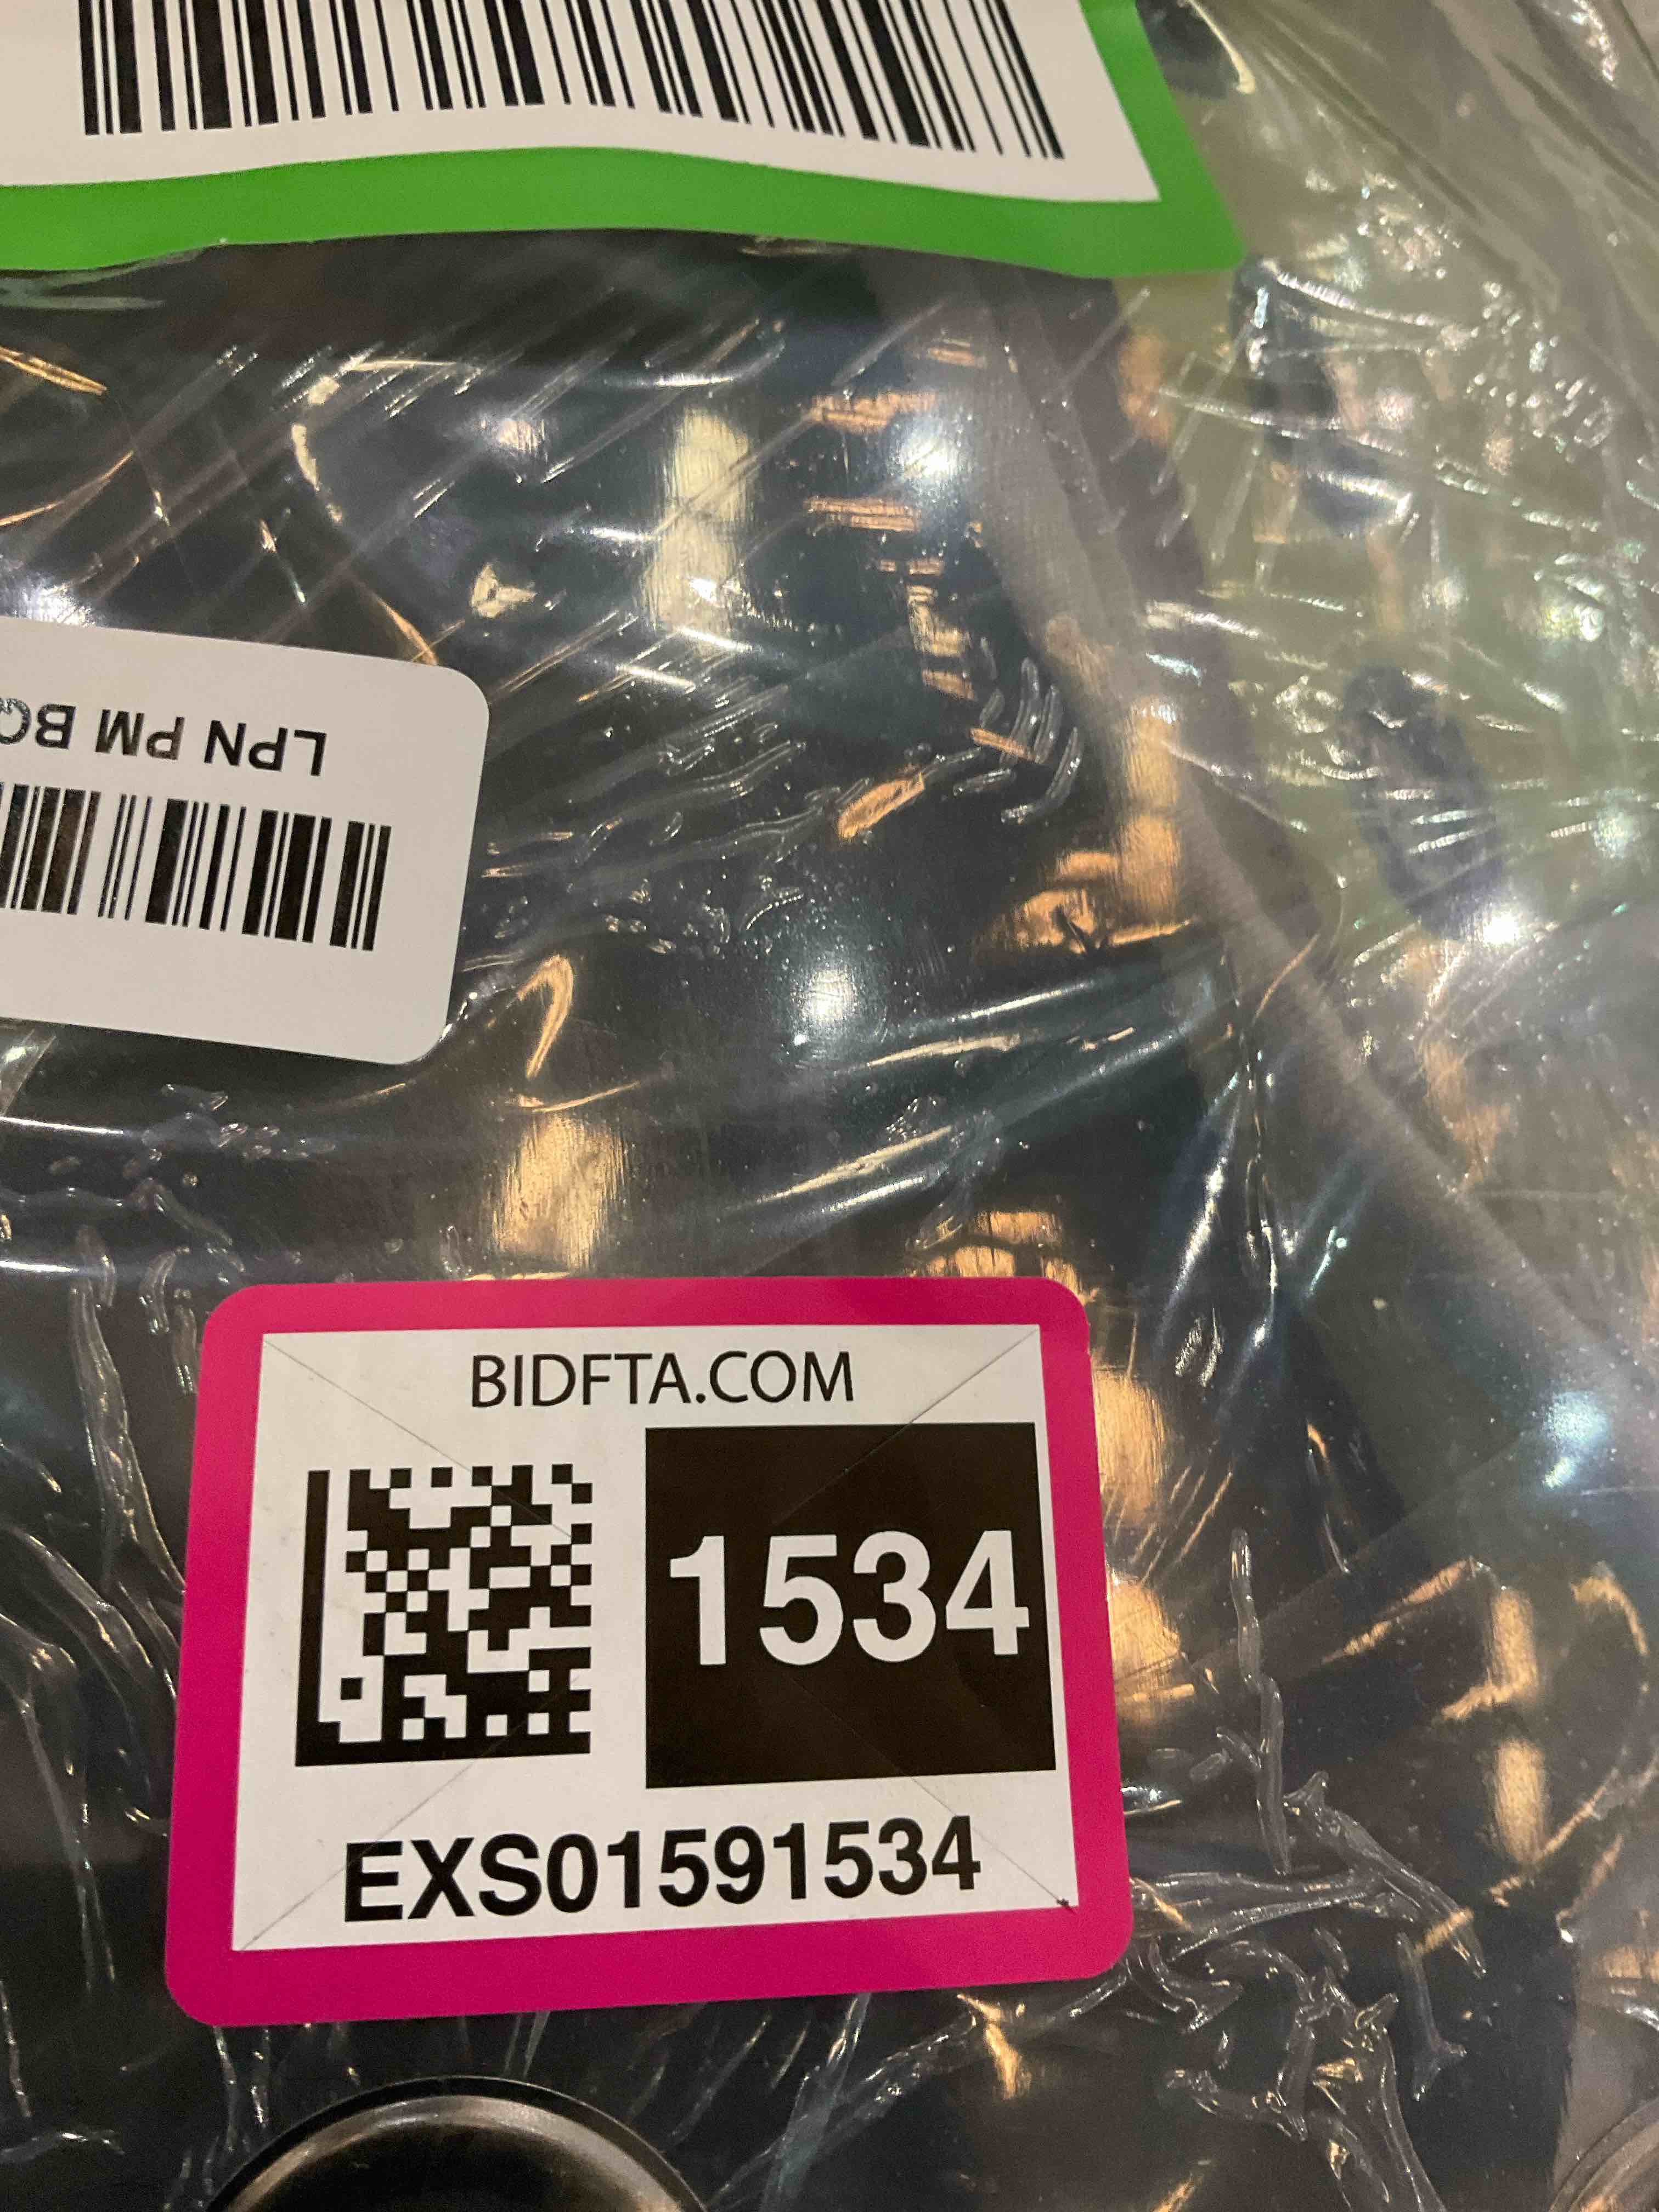 LPN PM BC
BIDFTA.COM
1534
EXS01591534